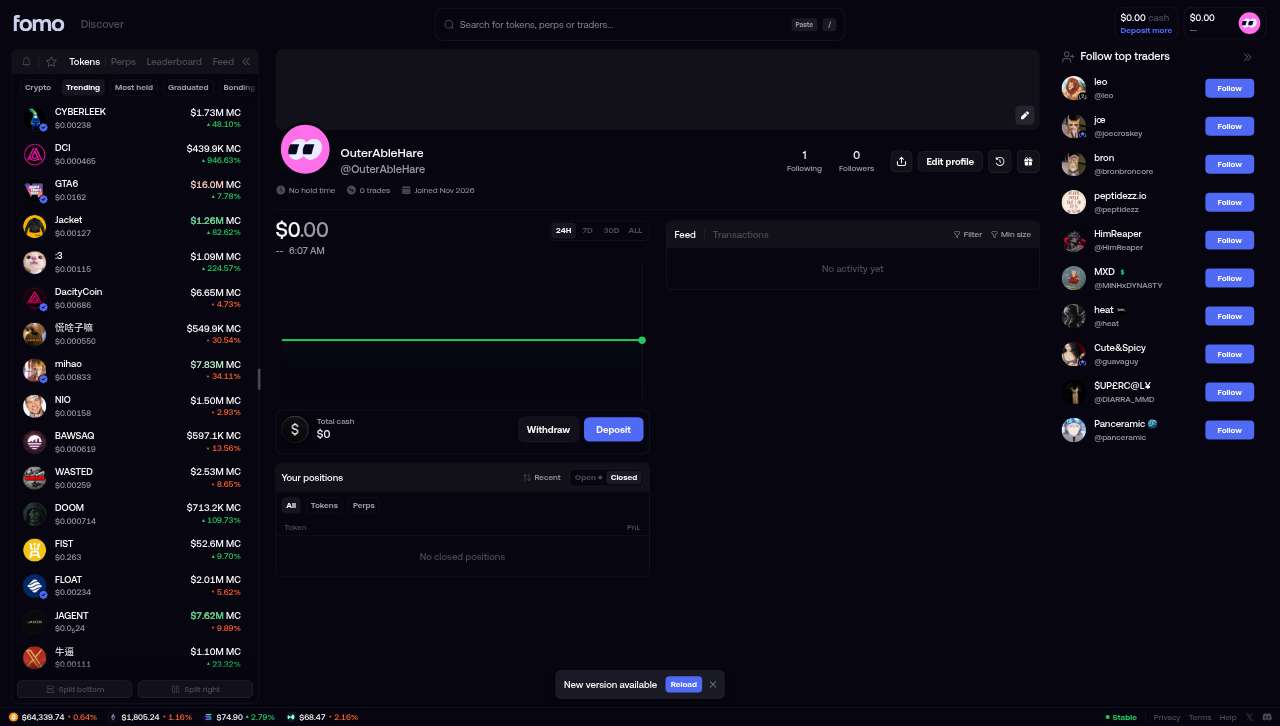 fomo
Discover
Search for tokens, perps or traders...
Paste
/
$0.00 cash
Deposit more
$0.00
—
Tokens
Perps
Leaderboard
Feed
Crypto
Trending
Most held
Graduated
Bonding
CYBERLEEK
$0.00238
$1.73M MC
48.10%
DCI
$0.000465
$439.9K MC
946.63%
GTA6
$0.0162
$16.0M MC
7.78%
Jacket
$0.00127
$1.26M MC
82.62%
:3
$0.00115
$1.09M MC
224.57%
DacityCoin
$0.00686
$6.65M MC
4.73%
慌啥子嘛
$0.000550
$549.9K MC
30.54%
mihao
$0.00833
$7.83M MC
34.11%
NIO
$0.00158
$1.50M MC
2.93%
BAWSAQ
$0.000619
$597.1K MC
13.56%
WASTED
$0.00259
$2.53M MC
8.65%
DOOM
$0.000714
$713.2K MC
109.73%
FIST
$0.263
$52.6M MC
9.70%
FLOAT
$0.00234
$2.01M MC
5.62%
JAGENT
$0.0₅24
$7.62M MC
9.89%
牛逼
$0.00111
$1.10M MC
23.32%
Split bottom
Split right
OuterAbleHare
@OuterAbleHare
1
Following
0
Followers
Edit profile
No hold time
0 trades
Joined Nov 2026
$0.00
-- 6:07 AM
24H
7D
30D
ALL
$
Total cash
$0
Withdraw
Deposit
Your positions
Recent
Open
Closed
All
Tokens
Perps
Token
PnL
No closed positions
Feed
Transactions
Filter
Min size
No activity yet
Follow top traders
leo
@leo
Follow
jœ
@joecroskey
Follow
bron
@bronbroncore
Follow
peptidezz.io
@peptidezz
Follow
HimReaper
@HimReaper
Follow
MXD
@MINHxDYNASTY
Follow
heat
@heat
Follow
Cute&Spicy
@guavaguy
Follow
$UP£RC@L¥
@DIARRA_MMD
Follow
Panceramic
@panceramic
Follow
New version available
Reload
$64,339.74
0.64%
$1,805.24
1.16%
$74.90
2.79%
$68.47
2.16%
Stable
Privacy
Terms
Help